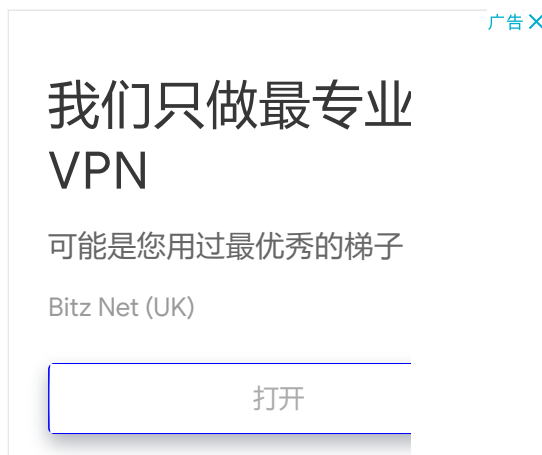 广告
我们只做最专业
VPN
可能是您用过最优秀的梯子
Bitz Net (UK)
打开